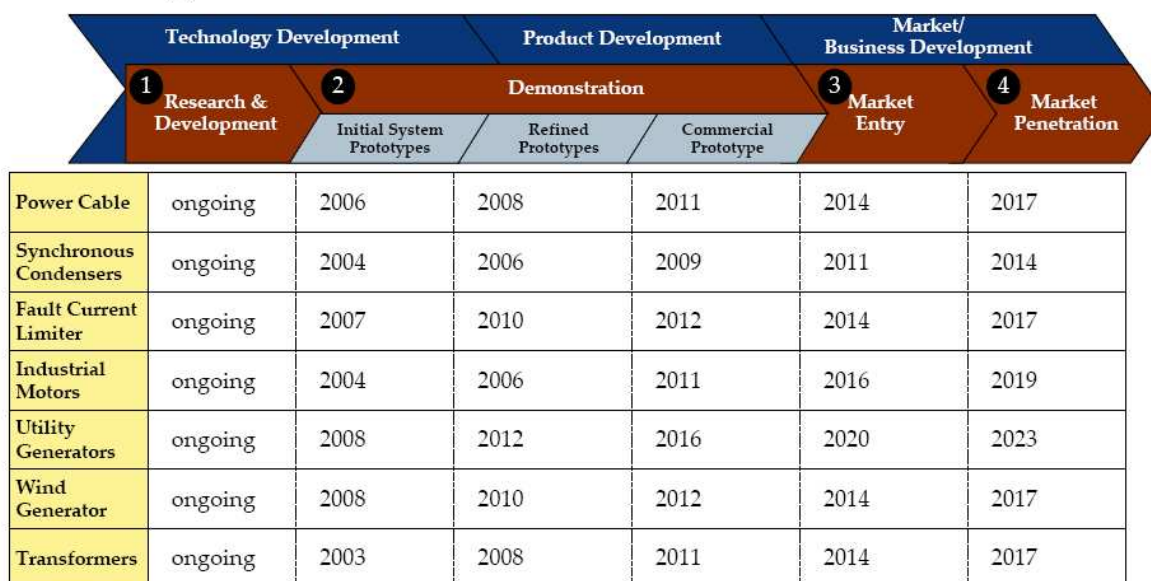 Technology Development
Product Development
Market/
Business Development
1
Research &
Development
2
Demonstration
Initial System
Prototypes
Refined
Prototypes
Commercial
Prototype
3
Market
Entry
4
Market
Penetration
Power Cable ongoing 2006 2008 2011 2014 2017
Synchronous
Condensers ongoing 2004 2006 2009 2011 2014
Fault Current
Limiter ongoing 2007 2010 2012 2014 2017
Industrial
Motors ongoing 2004 2006 2011 2016 2019
Utility
Generators ongoing 2008 2012 2016 2020 2023
Wind
Generator ongoing 2008 2010 2012 2014 2017
Transformers ongoing 2003 2008 2011 2014 2017